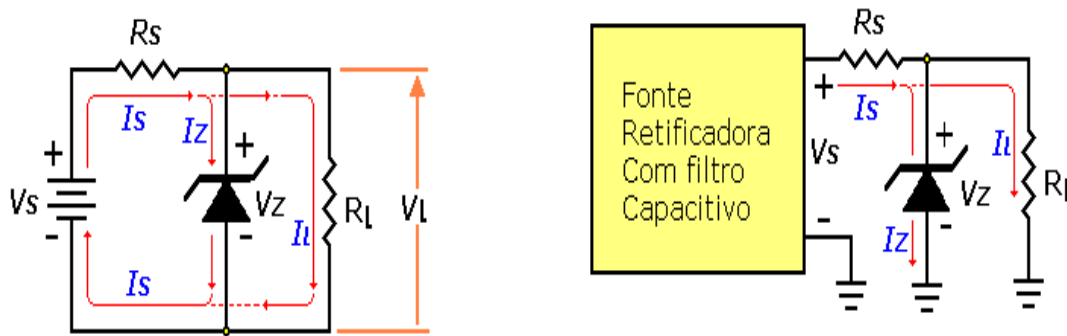 Rs
Is
Iz
+
+
Vs
Vz
RL
VL
-
-
Il
Is
Fonte
Retificadora
Com filtro
Capacitivo
Rs
+
Is
Vs
+
Il
Vz
RL
-
-
Iz